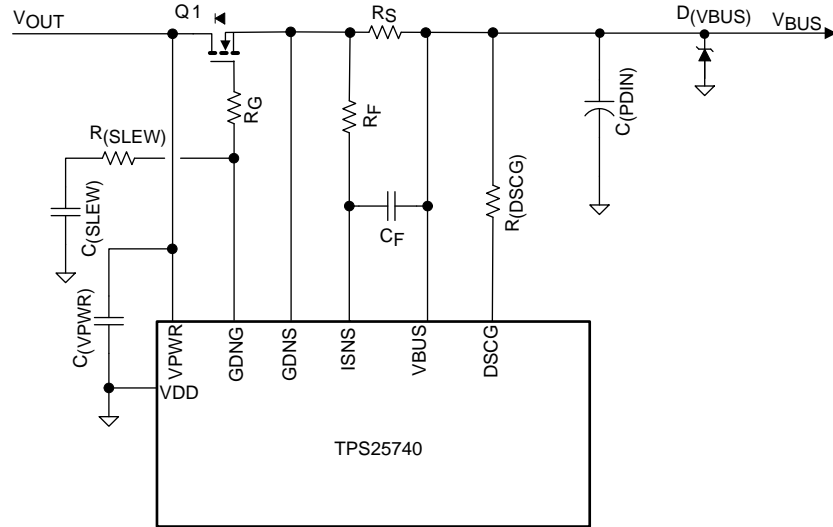 VOUT
Q1
RS
D(VBUS)
VBUS
RG
RF
C(PDIN)
R(SLEW)
C(SLEW)
CF
R(DSCG)
C(VPWR)
VPWR
GDNG
GDNS
ISNS
VBUS
DSCG
VDD
TPS25740